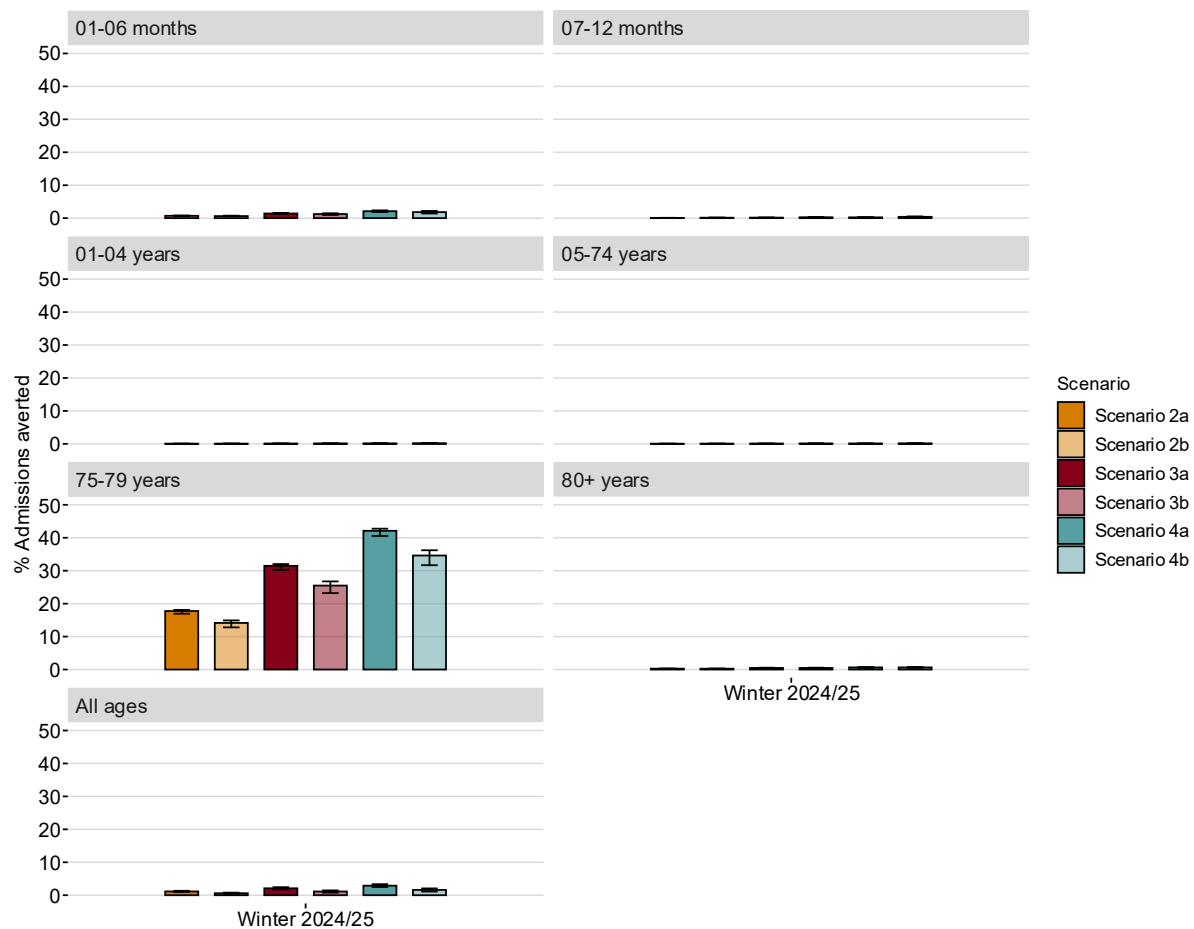 01-06 months
07-12 months
50
40
30
20
10
0
01-04 years
05-74 years
50
40
30
20
10
0
75-79 years
80+ years
50
40
30
20
10
0
Winter 2024/25
All ages
50
40
30
20
10
0
Winter 2024/25
% Admissions averted
Scenario
Scenario 2a
Scenario 2b
Scenario 3a
Scenario 3b
Scenario 4a
Scenario 4b